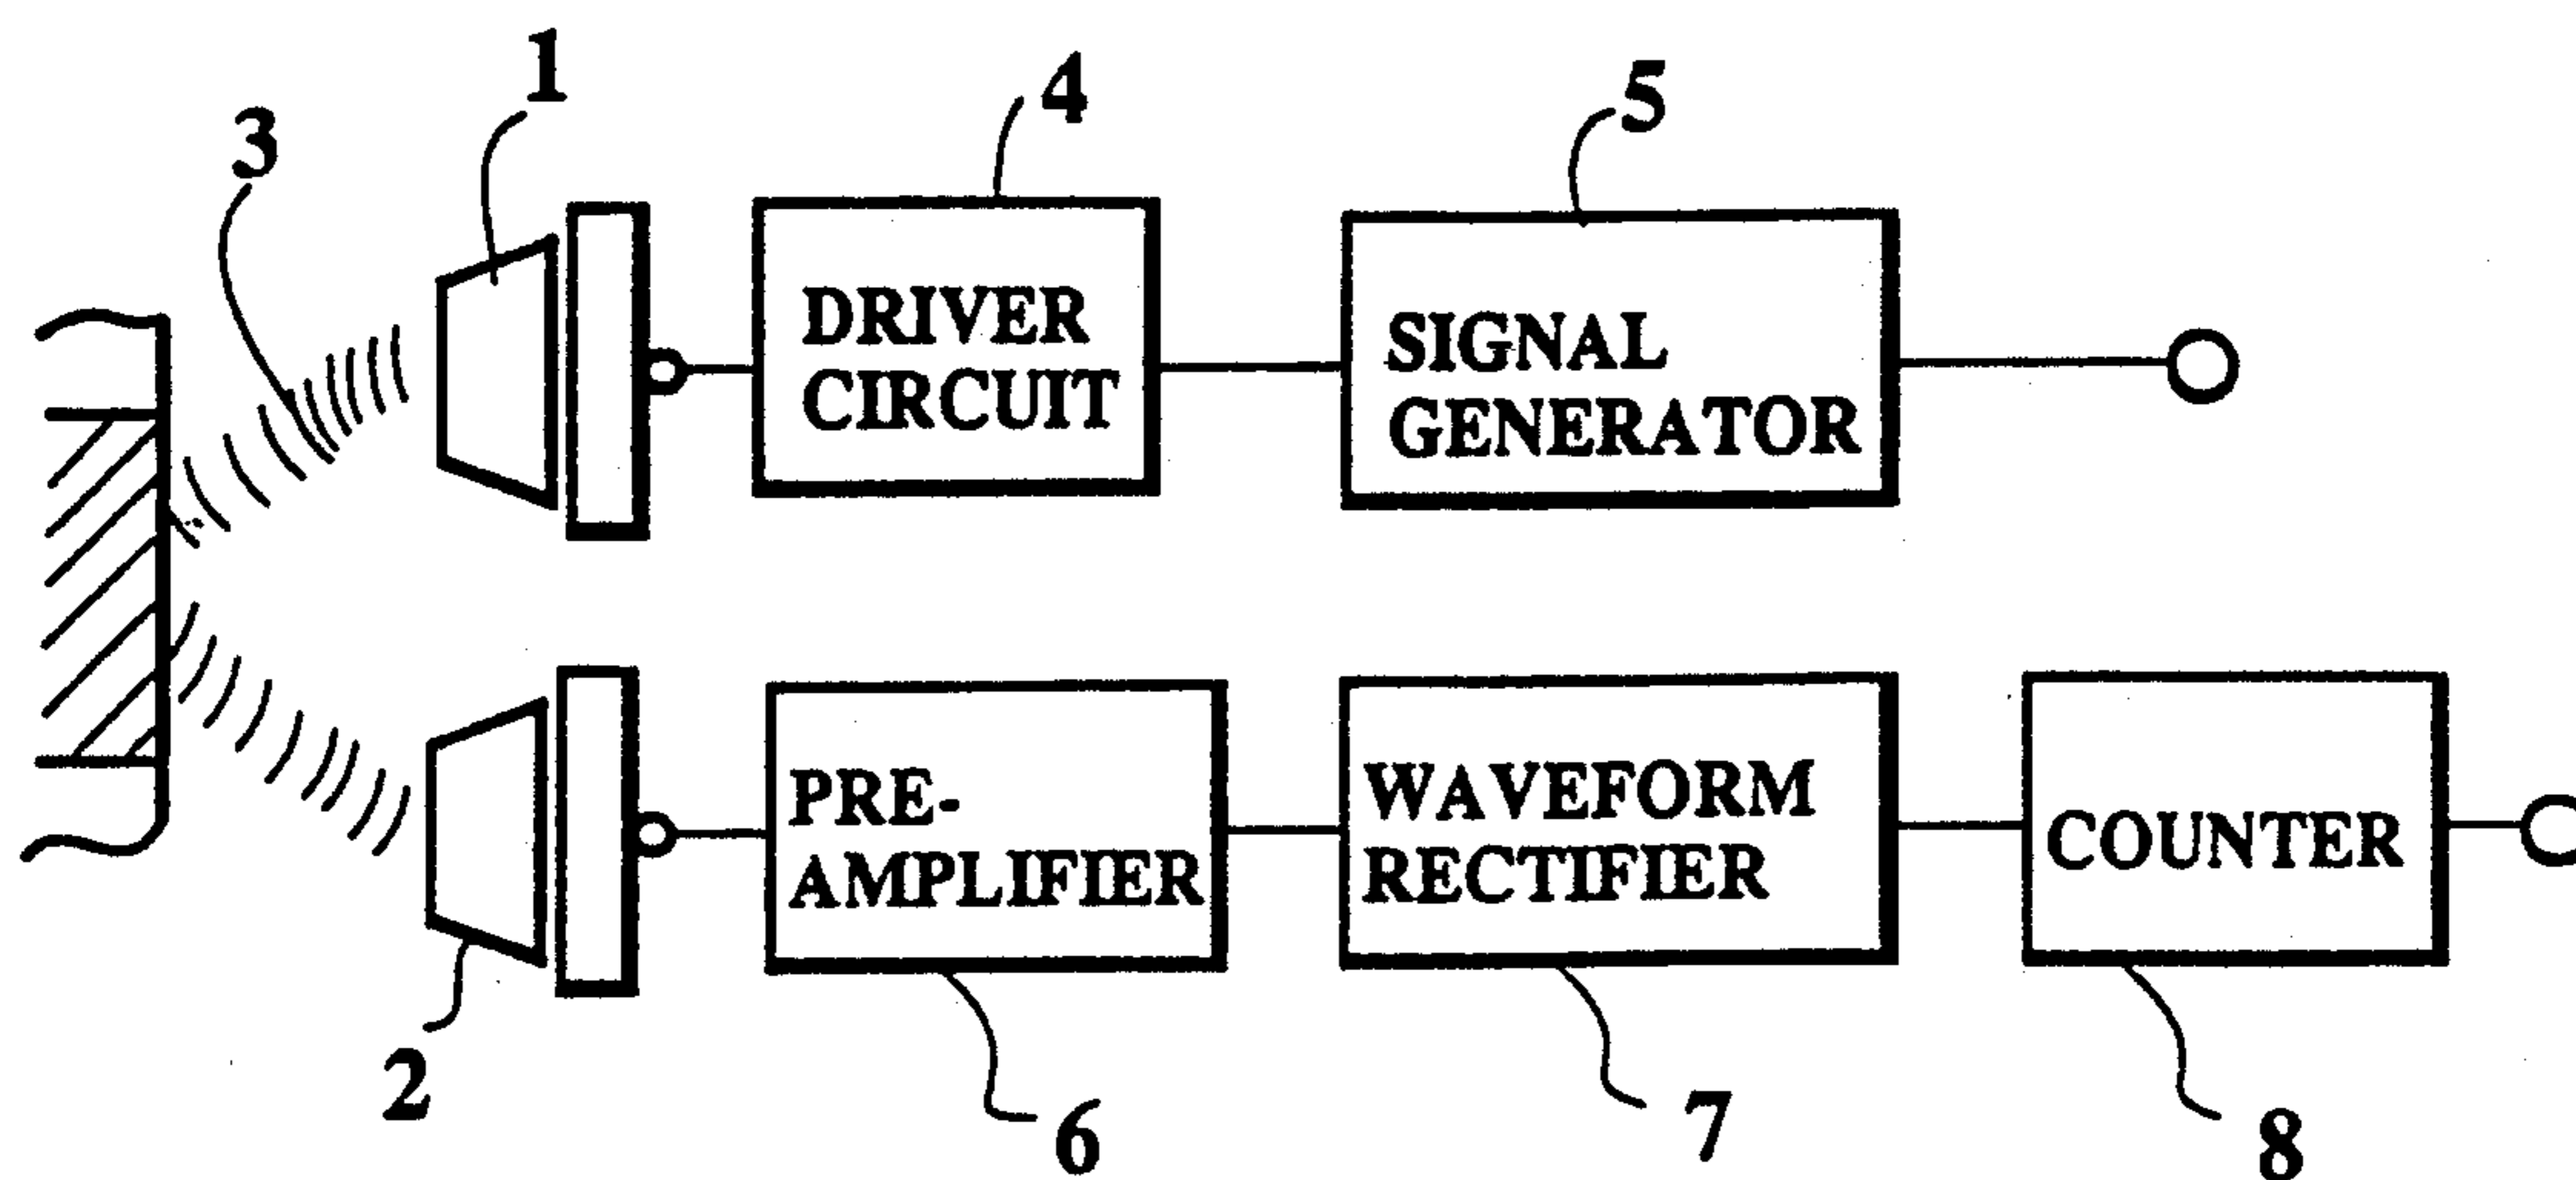 1
3
4
5
DRIVER
CIRCUIT
SIGNAL
GENERATOR
PRE-
AMPLIFIER
WAVEFORM
RECTIFIER
COUNTER
2
6
7
8